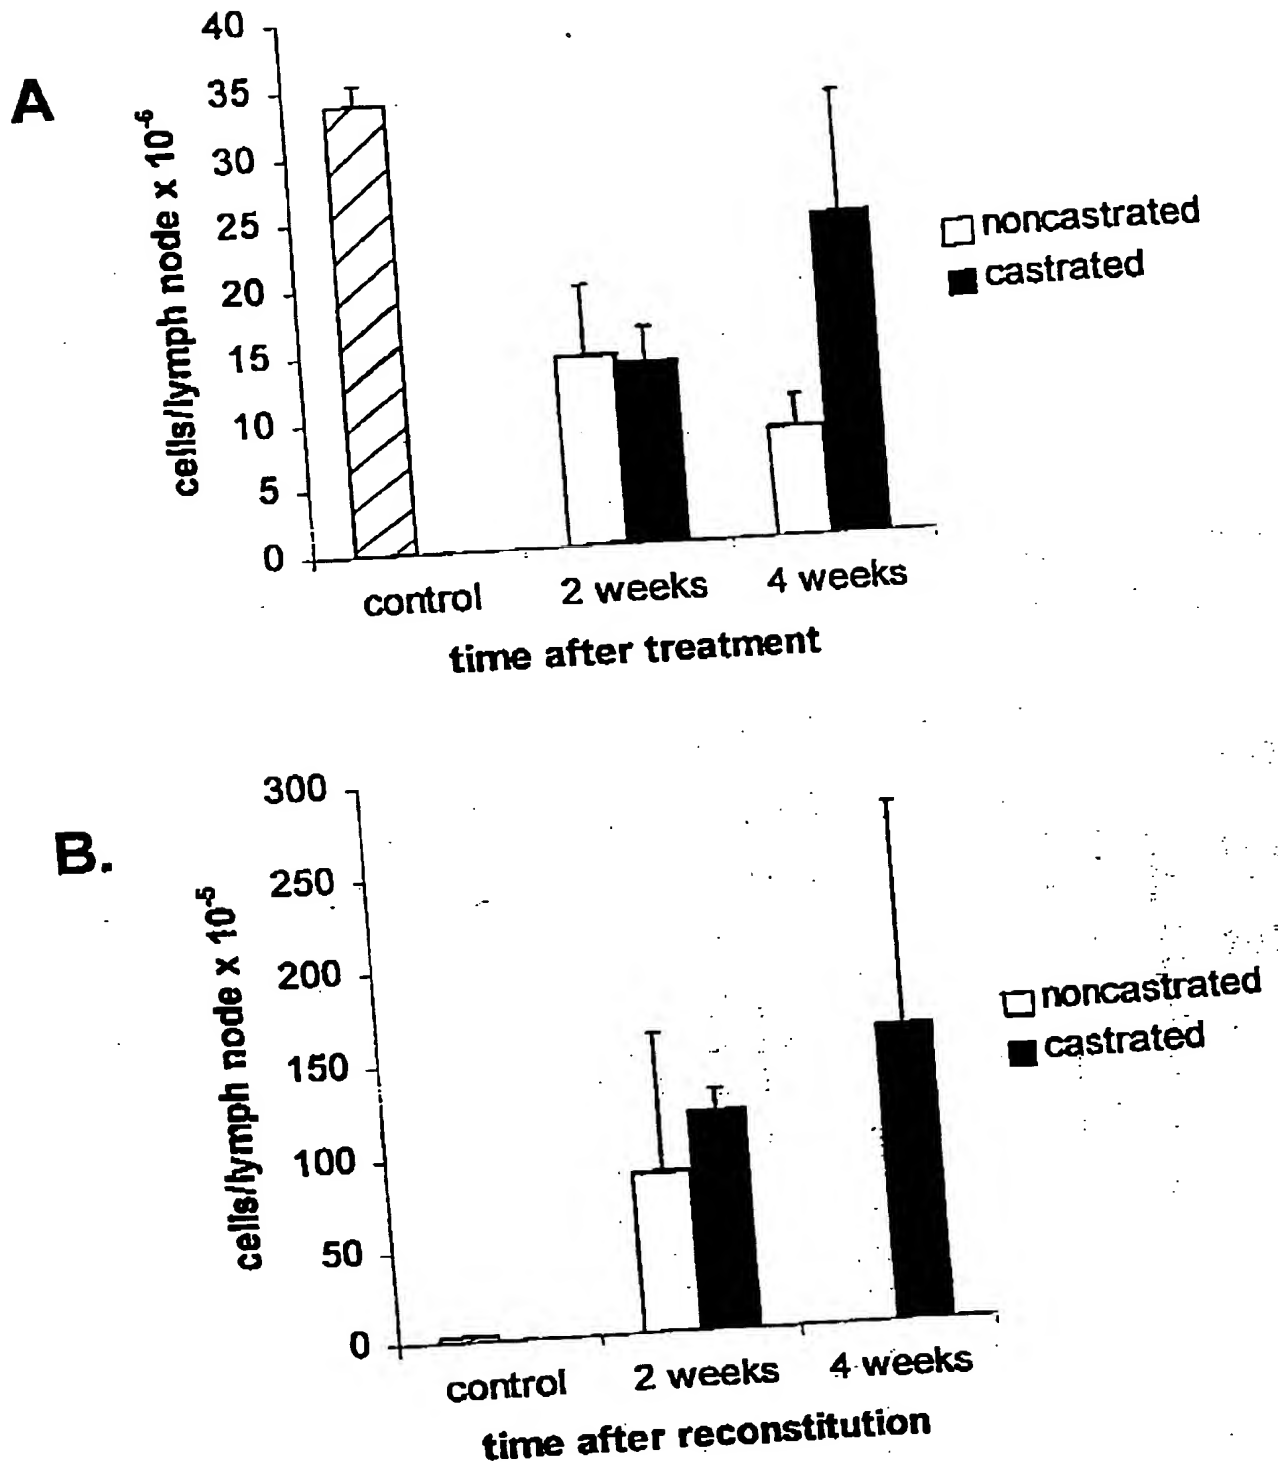 A
cells/lymph node x 10⁻⁶
40
35
30
25
20
15
10
5
0
control
2 weeks
4 weeks
time after treatment
noncastrated
castrated
B.
cells/lymph node x 10⁻⁵
300
250
200
150
100
50
0
control
2 weeks
4 weeks
time after reconstitution
noncastrated
castrated